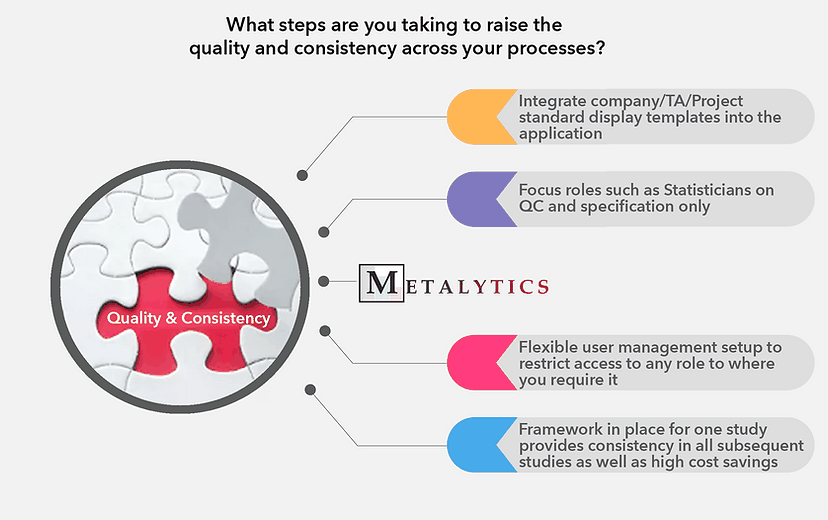 What steps are you taking to raise the
quality and consistency across your processes?
Integrate company/TA/Project
standard display templates into the
application
Focus roles such as Statisticians on
QC and specification only
METALYTICS
Quality & Consistency
Flexible user management setup to
restrict access to any role to where
you require it
Framework in place for one study
provides consistency in all subsequent
studies as well as high cost savings